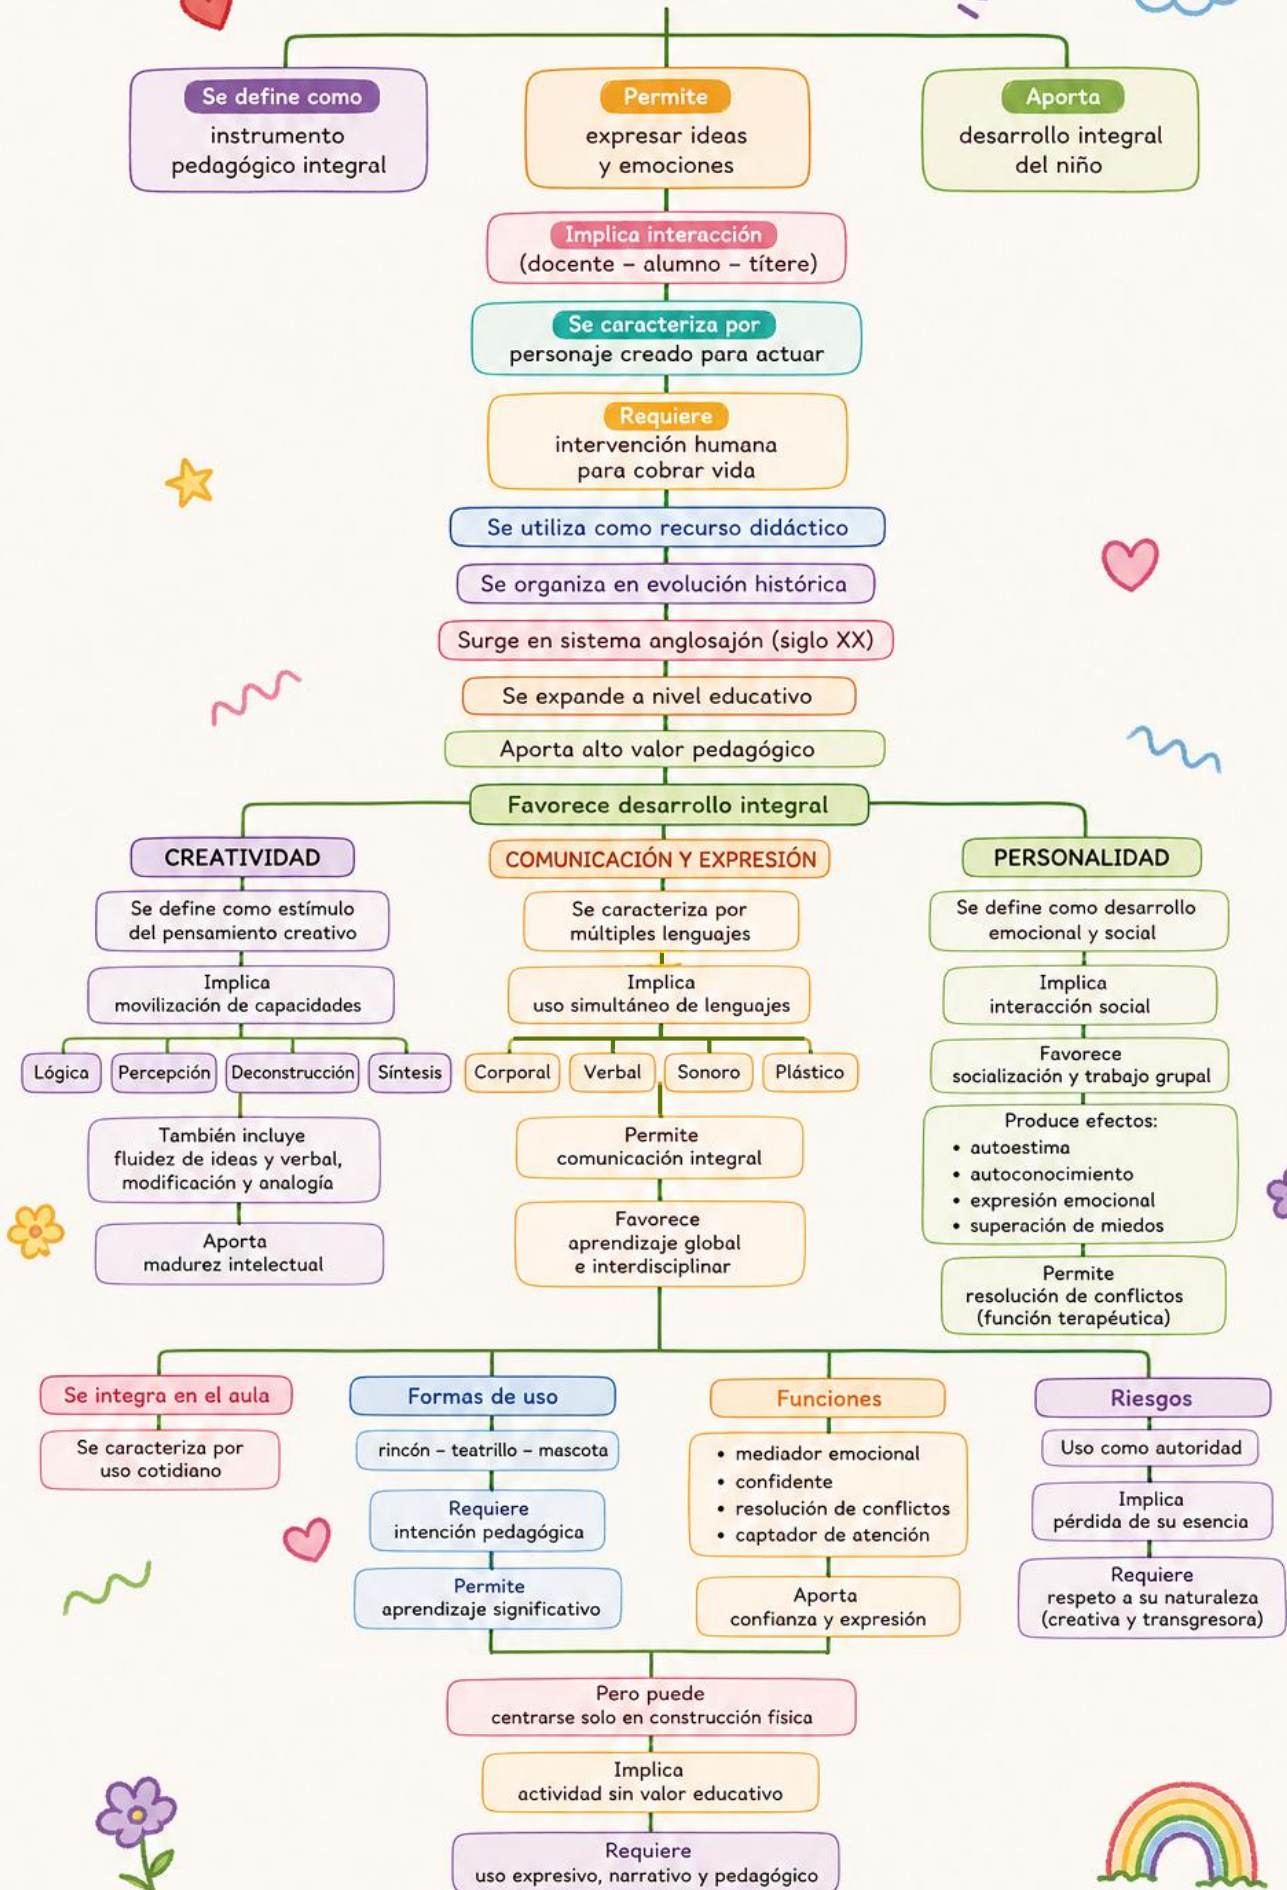 Se define como
instrumento
pedagógico integral
Permite
expresar ideas
y emociones
Aporta
desarrollo integral
del niño
Implica interacción
(docente – alumno – títere)
Se caracteriza por
personaje creado para actuar
Requiere
intervención humana
para cobrar vida
Se utiliza como recurso didáctico
Se organiza en evolución histórica
Surge en sistema anglosajón (siglo XX)
Se expande a nivel educativo
Aporta alto valor pedagógico
Favorece desarrollo integral
CREATIVIDAD
Se define como estímulo
del pensamiento creativo
Implica
movilización de capacidades
Lógica
Percepción
Deconstrucción
Síntesis
También incluye
fluidez de ideas y verbal,
modificación y analogía
Aporta
madurez intelectual
COMUNICACIÓN Y EXPRESIÓN
Se caracteriza por
múltiples lenguajes
Implica
uso simultáneo de lenguajes
Corporal
Verbal
Sonoro
Plástico
Permite
comunicación integral
Favorece
aprendizaje global
e interdisciplinar
PERSONALIDAD
Se define como desarrollo
emocional y social
Implica
interacción social
Favorece
socialización y trabajo grupal
Produce efectos:
• autoestima
• autoconocimiento
• expresión emocional
• superación de miedos
Permite
resolución de conflictos
(función terapéutica)
Se integra en el aula
Se caracteriza por
uso cotidiano
Formas de uso
rincón – teatrillo – mascota
Requiere
intención pedagógica
Permite
aprendizaje significativo
Funciones
• mediador emocional
• confidente
• resolución de conflictos
• captador de atención
Aporta
confianza y expresión
Riesgos
Uso como autoridad
Implica
pérdida de su esencia
Requiere
respeto a su naturaleza
(creativa y transgresora)
Pero puede
centrarse solo en construcción física
Implica
actividad sin valor educativo
Requiere
uso expresivo, narrativo y pedagógico